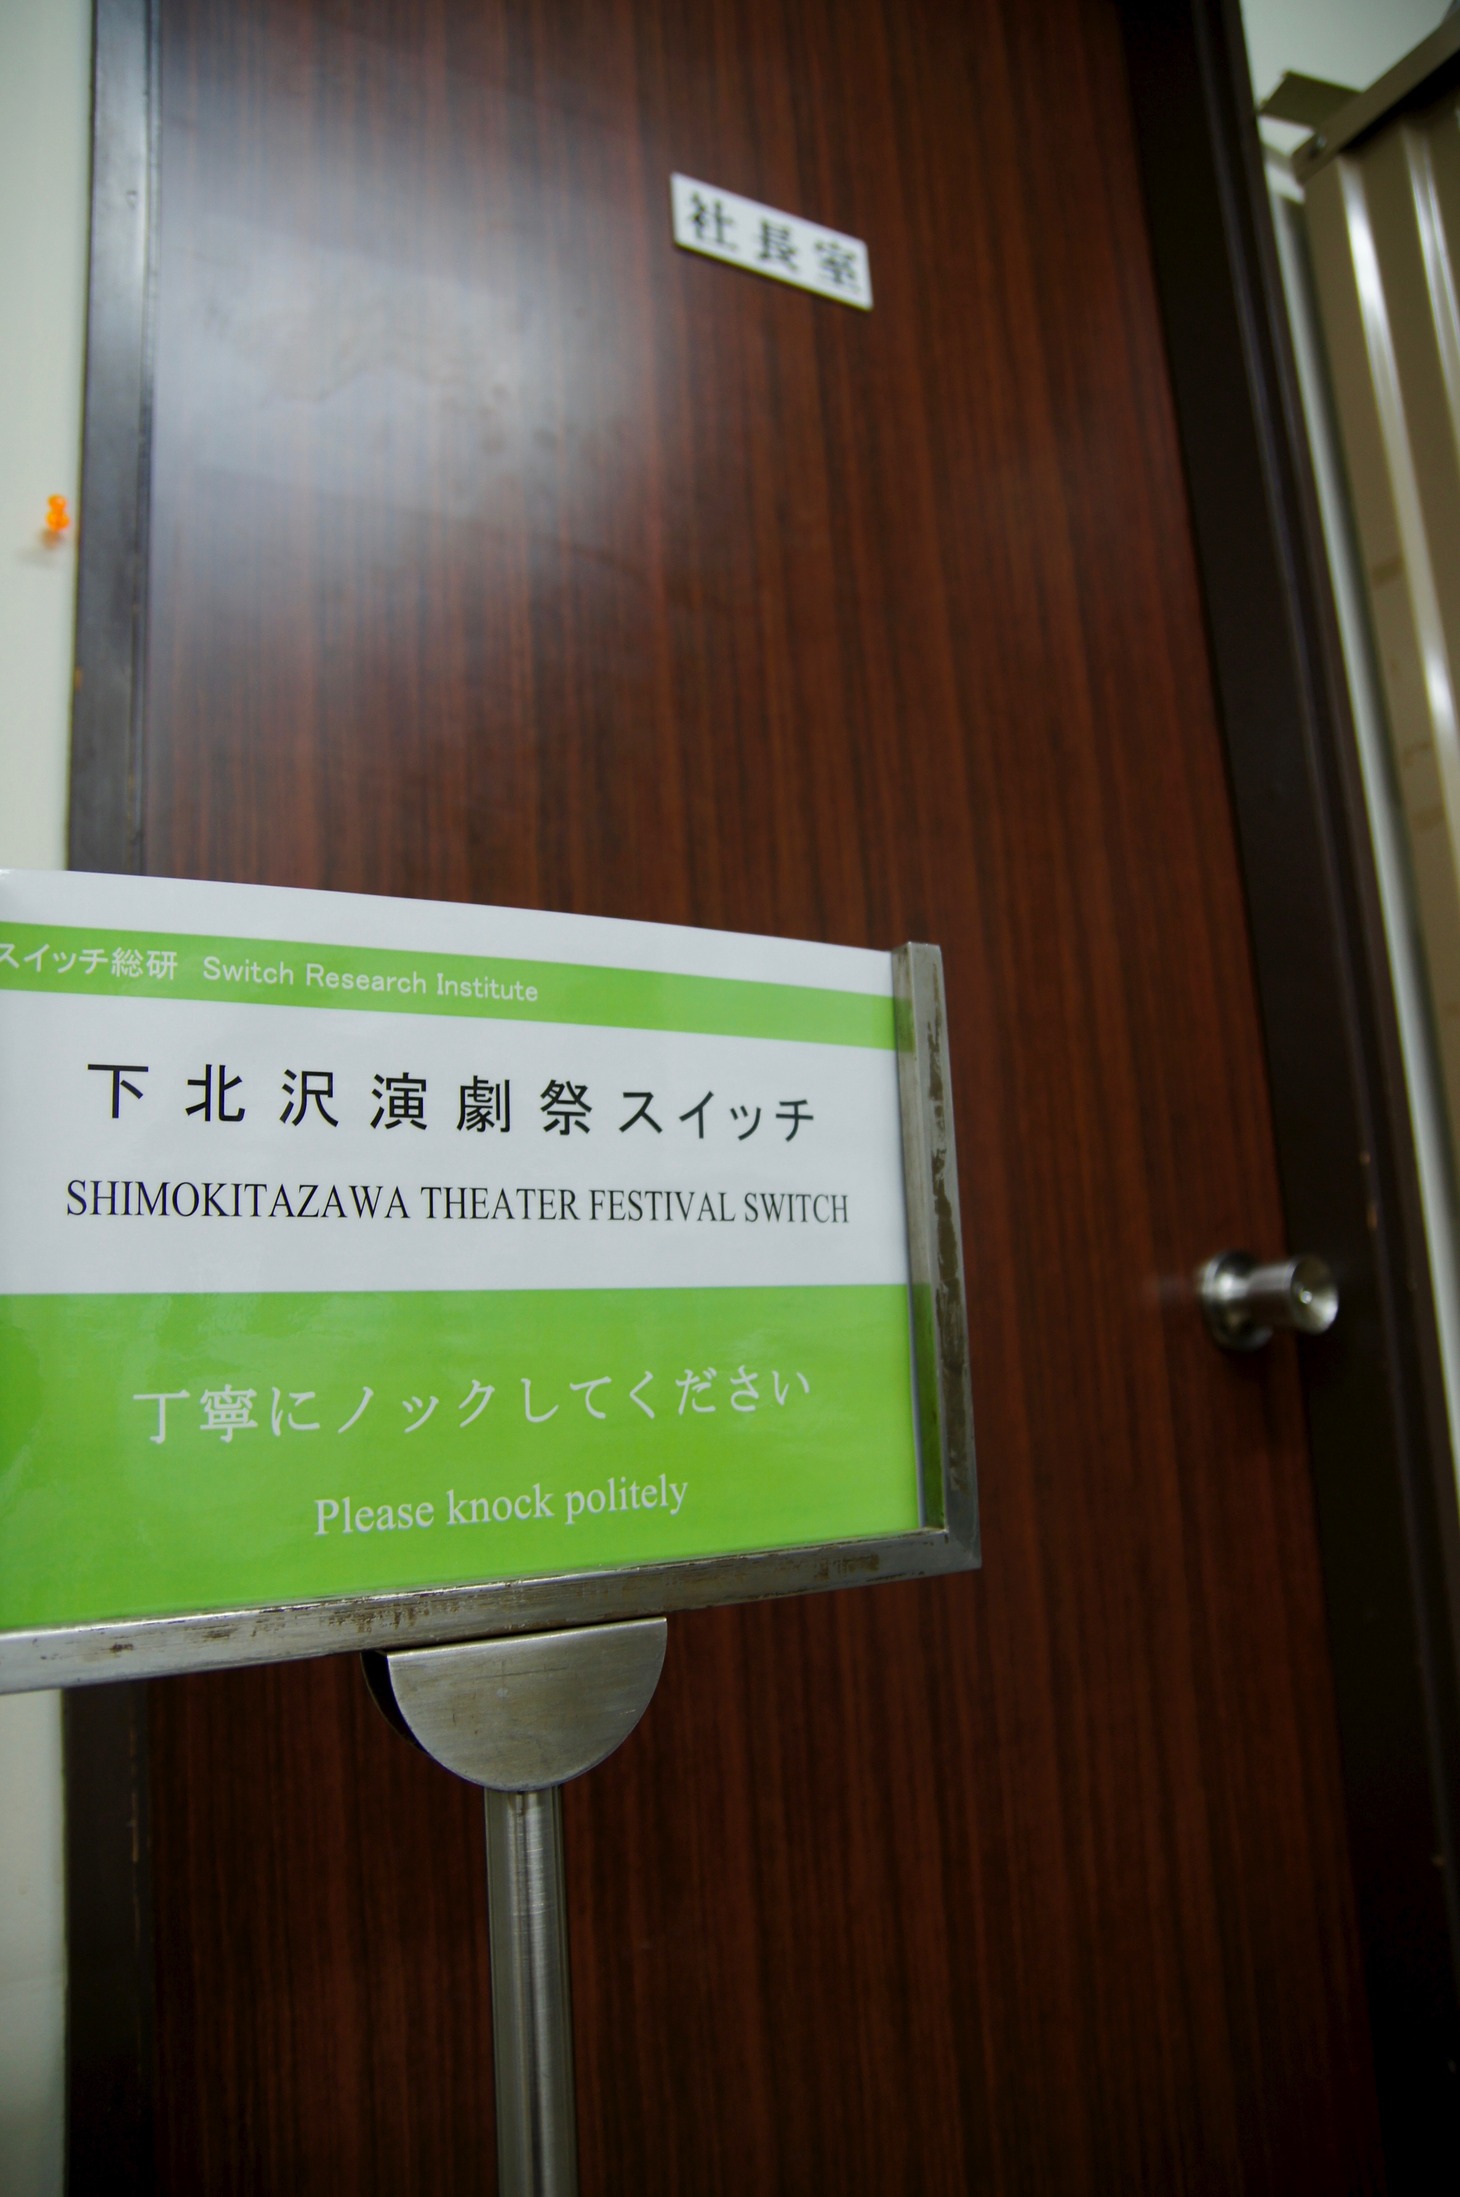 社長室
スイッチ総研 Switch Research Institute
下北沢演劇祭スイッチ
SHIMOKITAZAWA THEATER FESTIVAL SWITCH
丁寧にノックしてください
Please knock politely